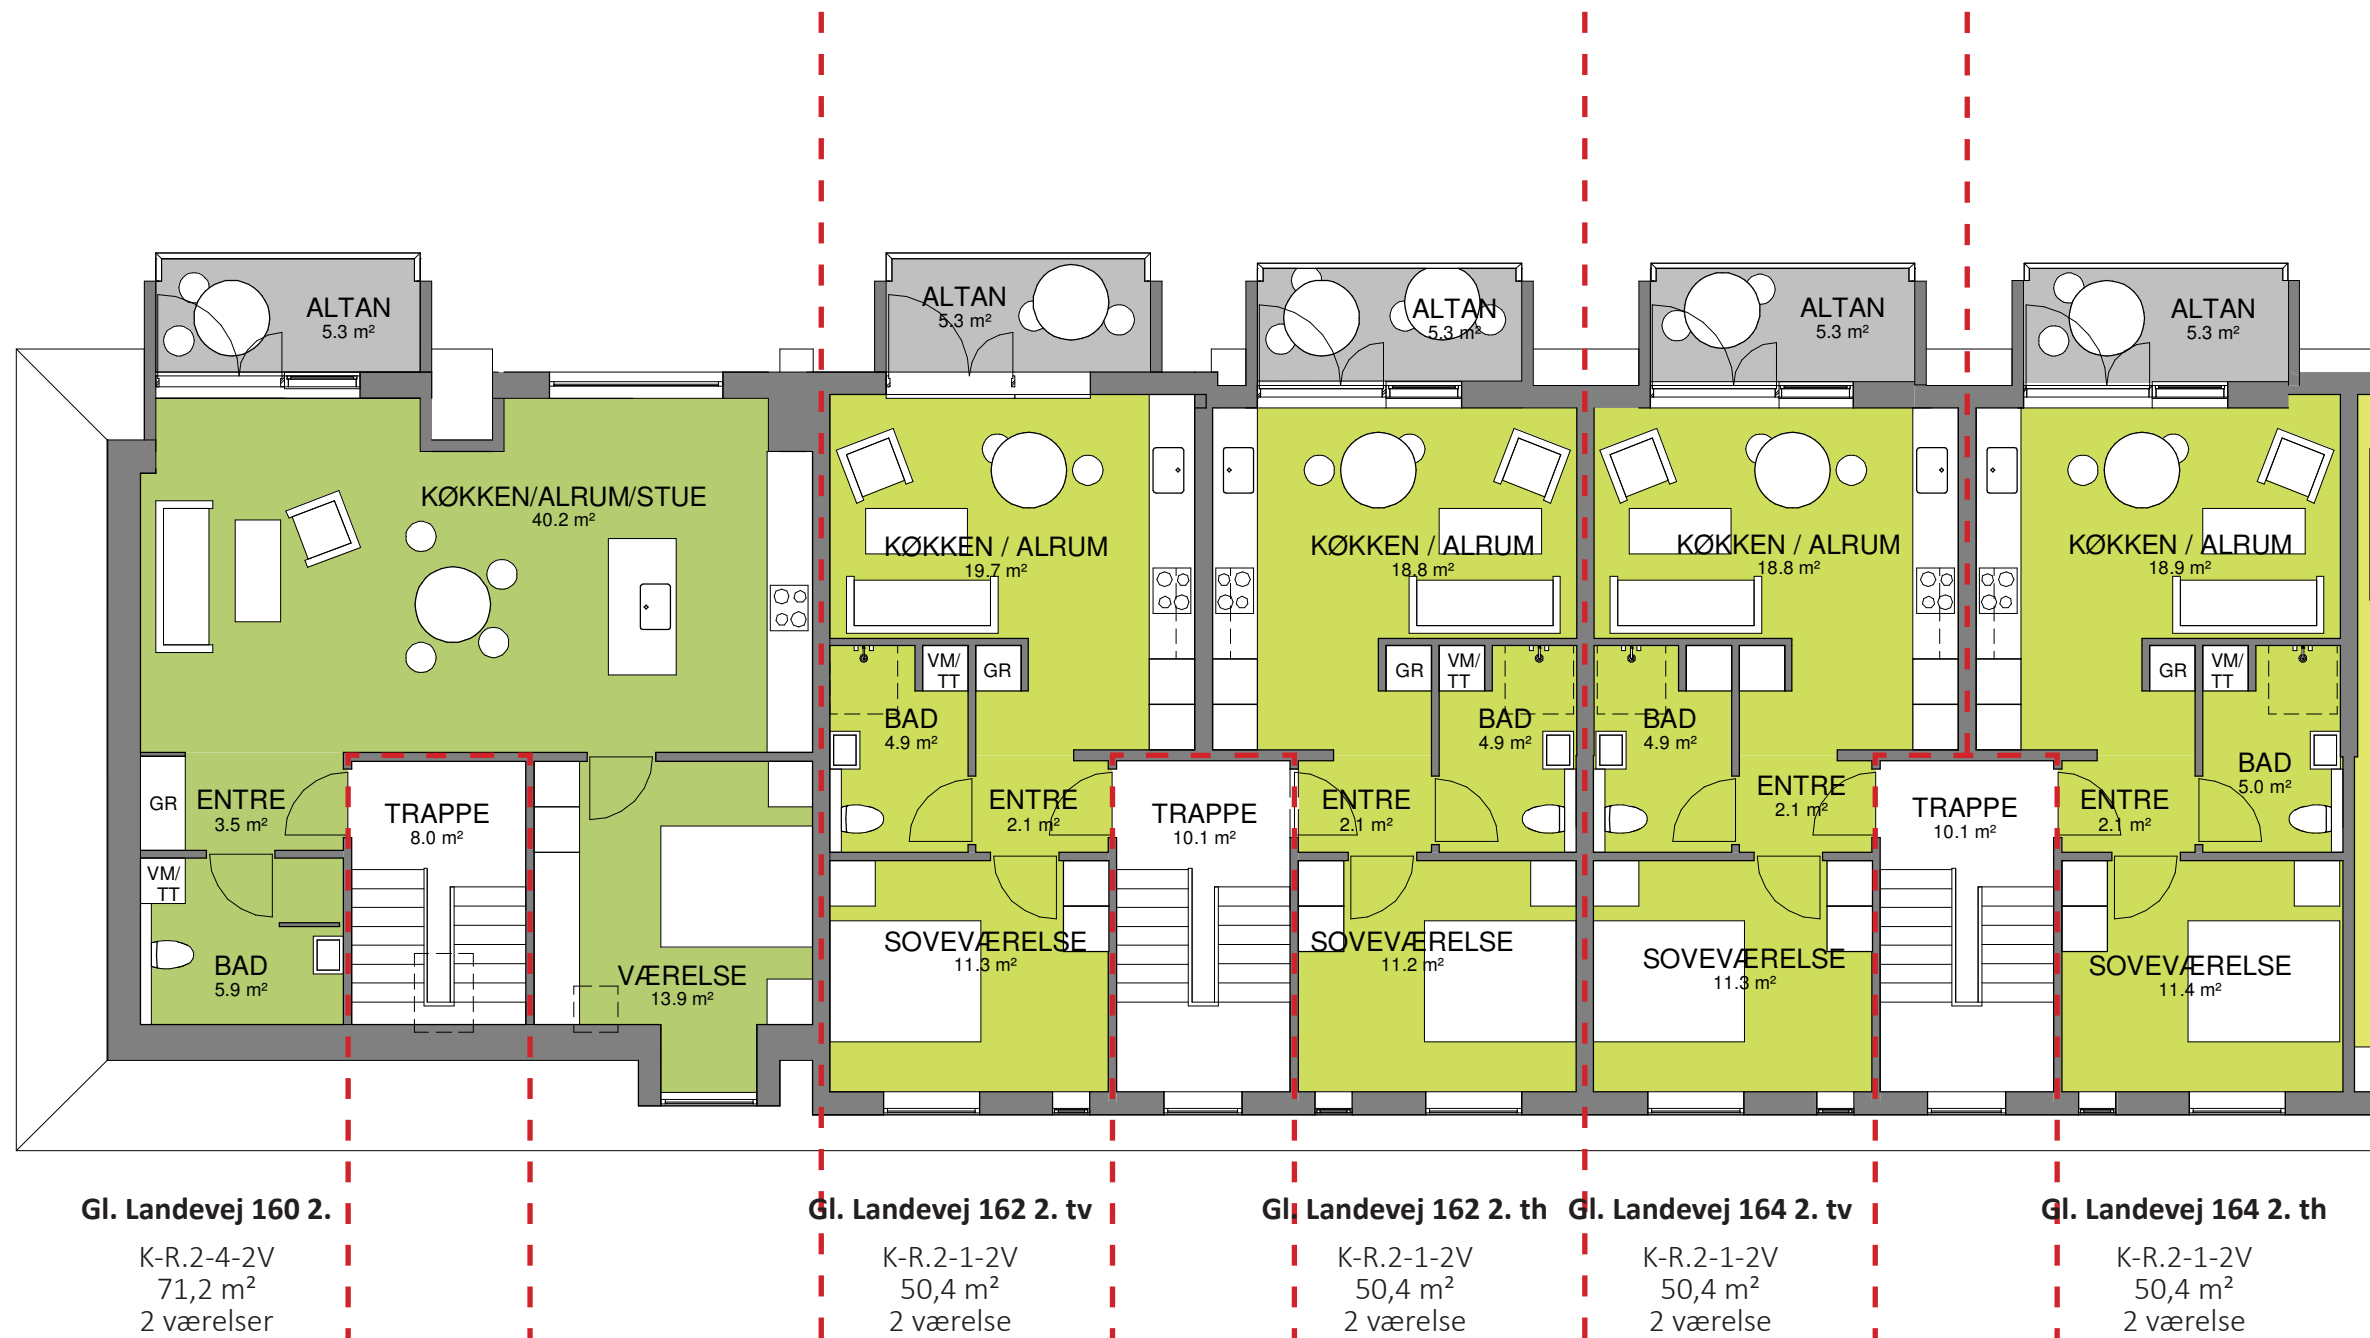 ALTAN
5.3 m²
ALTAN
5.3 m²
ALTAN
5.3 m²
ALTAN
5.3 m²
ALTAN
5.3 m²
KØKKEN/ALRUM/STUE
40.2 m²
KØKKEN / ALRUM
19.7 m²
KØKKEN / ALRUM
18.8 m²
KØKKEN / ALRUM
18.8 m²
KØKKEN / ALRUM
18.9 m²
VM/
TT
GR
GR
VM/
TT
GR
VM/
TT
BAD
4.9 m²
BAD
4.9 m²
BAD
4.9 m²
BAD
5.0 m²
GR
ENTRE
3.5 m²
TRAPPE
8.0 m²
ENTRE
2.1 m²
TRAPPE
10.1 m²
ENTRE
2.1 m²
ENTRE
2.1 m²
TRAPPE
10.1 m²
ENTRE
2.1 m²
VM/
TT
BAD
5.9 m²
VÆRELSE
13.9 m²
SOVEVÆRELSE
11.3 m²
SOVEVÆRELSE
11.2 m²
SOVEVÆRELSE
11.3 m²
SOVEVÆRELSE
11.4 m²
Gl. Landevej 160 2.
K-R.2-4-2V
71,2 m²
2 værelser
Gl. Landevej 162 2. tv
K-R.2-1-2V
50,4 m²
2 værelse
Gl. Landevej 162 2. th
K-R.2-1-2V
50,4 m²
2 værelse
Gl. Landevej 164 2. tv
K-R.2-1-2V
50,4 m²
2 værelse
Gl. Landevej 164 2. th
K-R.2-1-2V
50,4 m²
2 værelse